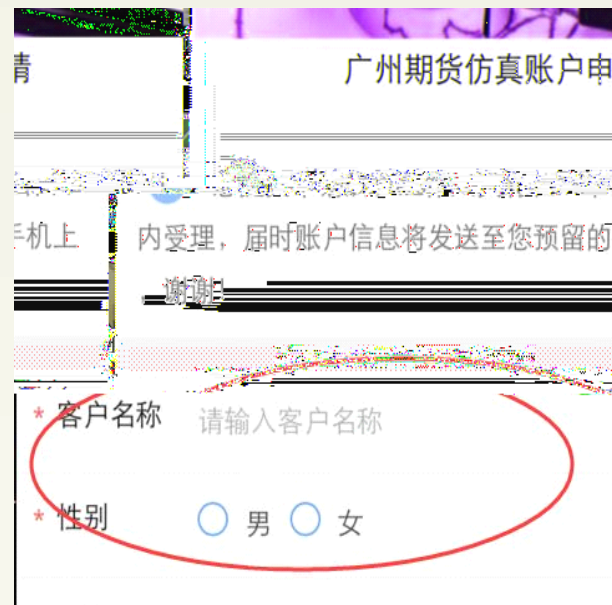 请 广州期货仿真账户申
手机上 内受理，届时账户信息将发送至您预留的
，谢谢!
* 客户名称 请输入客户名称
* 性别 男 女